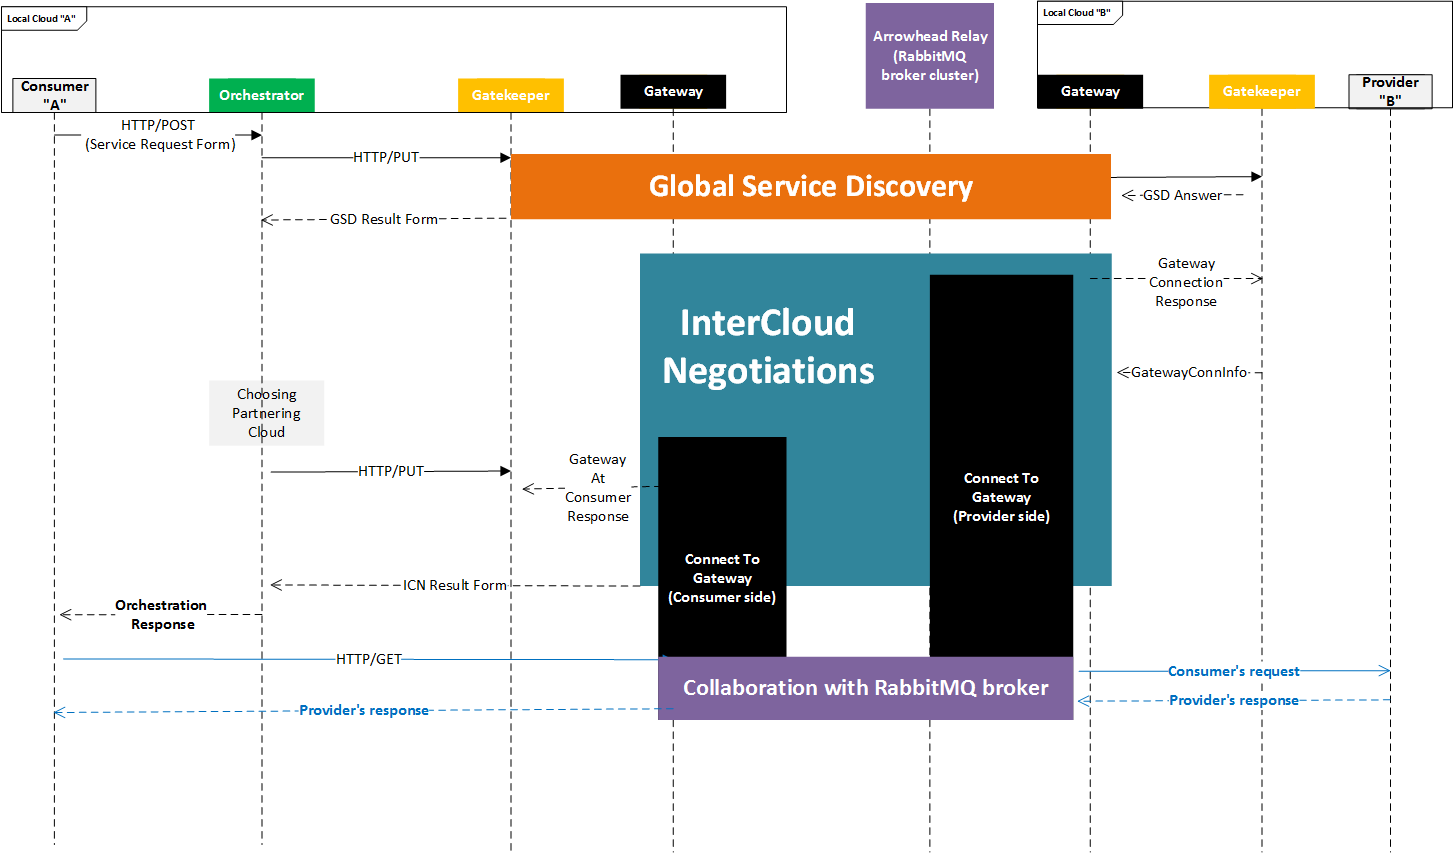 Local Cloud "A"
Local Cloud "B"
Arrowhead Relay
(RabbitMQ
broker cluster)
Consumer
"A"
Orchestrator
Gatekeeper
Gateway
Gateway
Gatekeeper
Provider
"B"
HTTP/POST
(Service Request Form)
HTTP/PUT
Global Service Discovery
GSD Answer
GSD Result Form
Gateway
Connection
Response
InterCloud
Negotiations
GatewayConnInfo
Choosing
Partnering
Cloud
HTTP/PUT
Gateway
At
Consumer
Response
Connect To
Gateway
(Provider side)
Connect To
Gateway
(Consumer side)
ICN Result Form
Orchestration
Response
HTTP/GET
Consumer's request
Collaboration with RabbitMQ broker
Provider's response
Provider's response